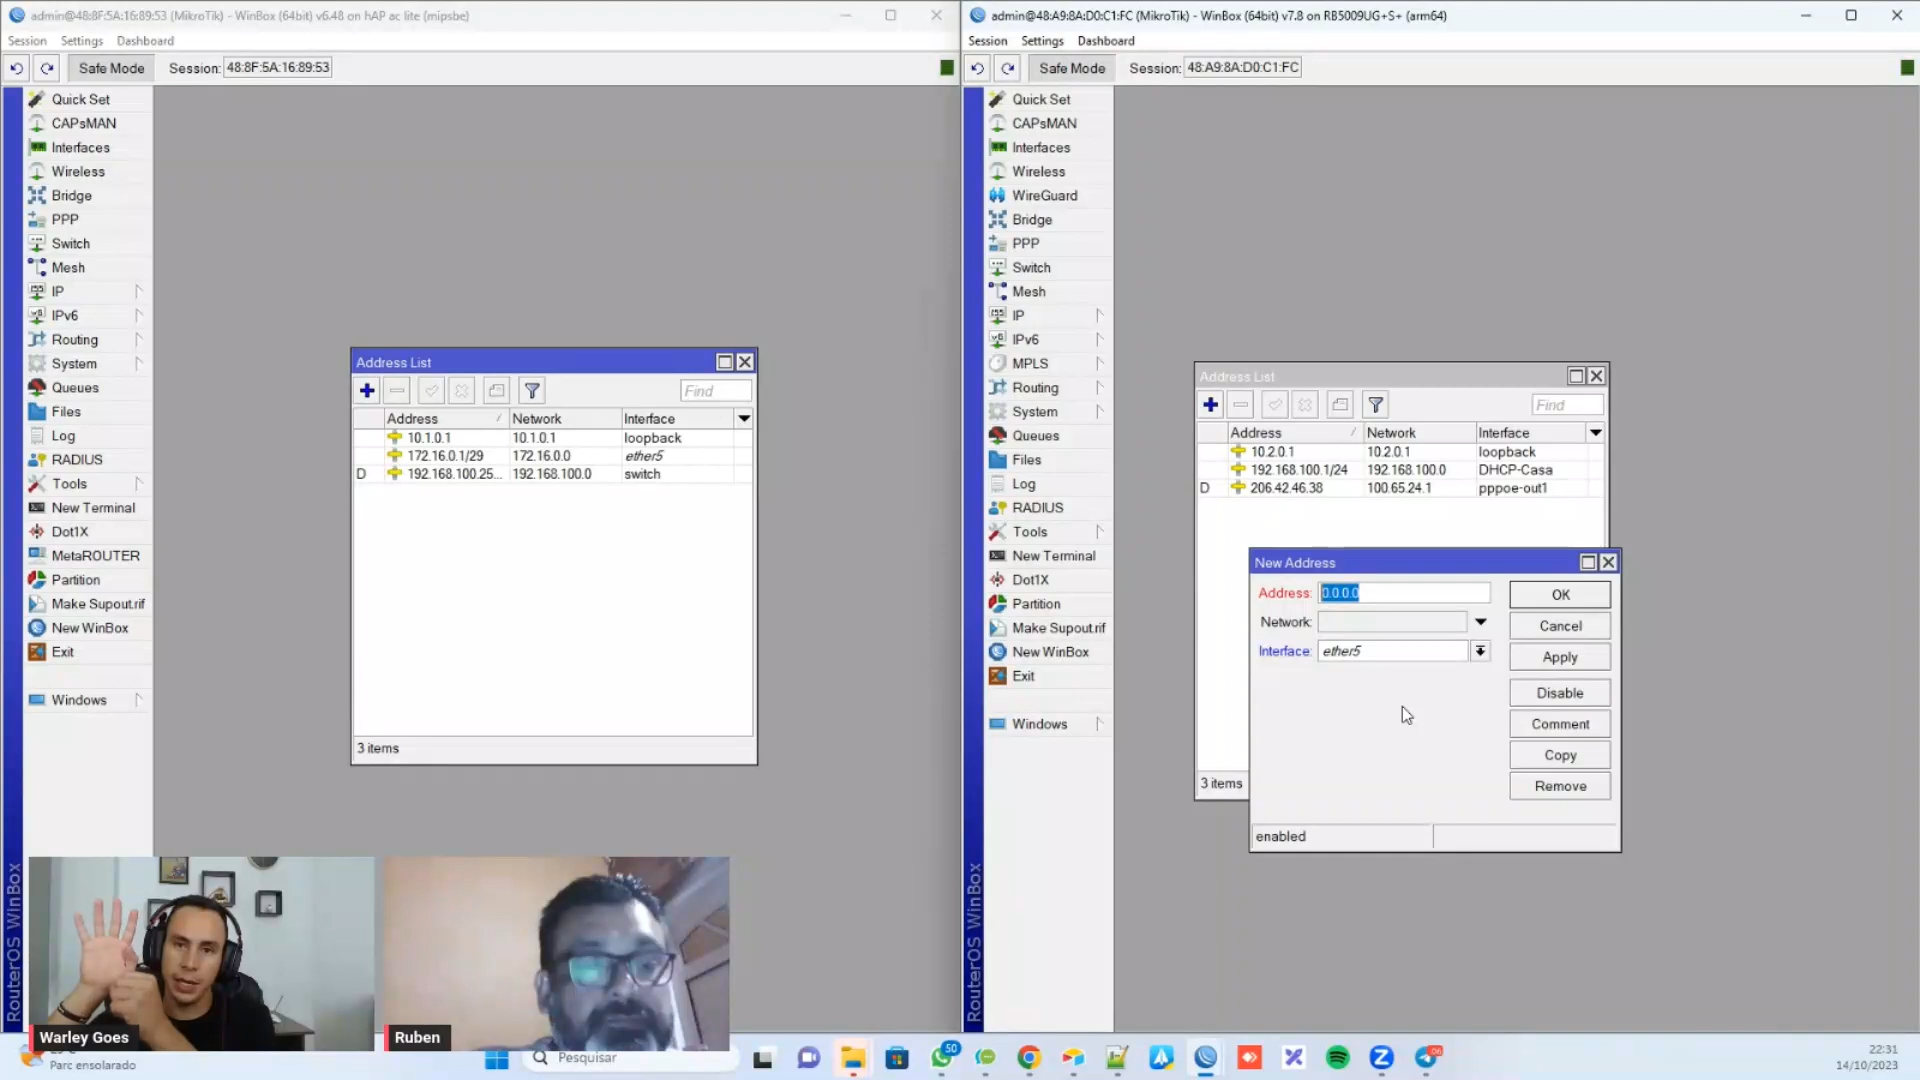 admin@48:8F:5A:16:89:53 (MikroTik) - WinBox (64bit) v6.48 on hAP ac lite (mipsbe)
Session Settings Dashboard
Safe Mode Session: 48:8F:5A:16:89:53
Quick Set
CAPsMAN
Interfaces
Wireless
Bridge
PPP
Switch
Mesh
IP
IPv6
Routing
System
Queues
Files
Log
RADIUS
Tools
New Terminal
Dot1X
MetaROUTER
Partition
Make Supout.rif
New WinBox
Exit
Windows
RouterOS WinBox
Address List
Find
Address Network Interface
10.1.0.1 10.1.0.1 loopback
172.16.0.1/29 172.16.0.0 ether5
D 192.168.100.25... 192.168.100.0 switch
3 items
admin@48:A9:8A:D0:C1:FC (MikroTik) - WinBox (64bit) v7.8 on RB5009UG+S+ (arm64)
Session Settings Dashboard
Safe Mode Session: 48:A9:8A:D0:C1:FC
Quick Set
CAPsMAN
Interfaces
Wireless
WireGuard
Bridge
PPP
Switch
Mesh
IP
IPv6
MPLS
Routing
System
Queues
Files
Log
RADIUS
Tools
New Terminal
Dot1X
Partition
Make Supout.rif
New WinBox
Exit
Windows
RouterOS WinBox
Address List
Find
Address Network Interface
10.2.0.1 10.2.0.1 loopback
192.168.100.1/24 192.168.100.0 DHCP-Casa
D 206.42.46.38 100.65.24.1 pppoe-out1
3 items
New Address
Address: 0.0.0.0
Network:
Interface: ether5
OK
Cancel
Apply
Disable
Comment
Copy
Remove
enabled
Warley Goes
Ruben
Parc ensolarado
Pesquisar
50
22:31
14/10/2023